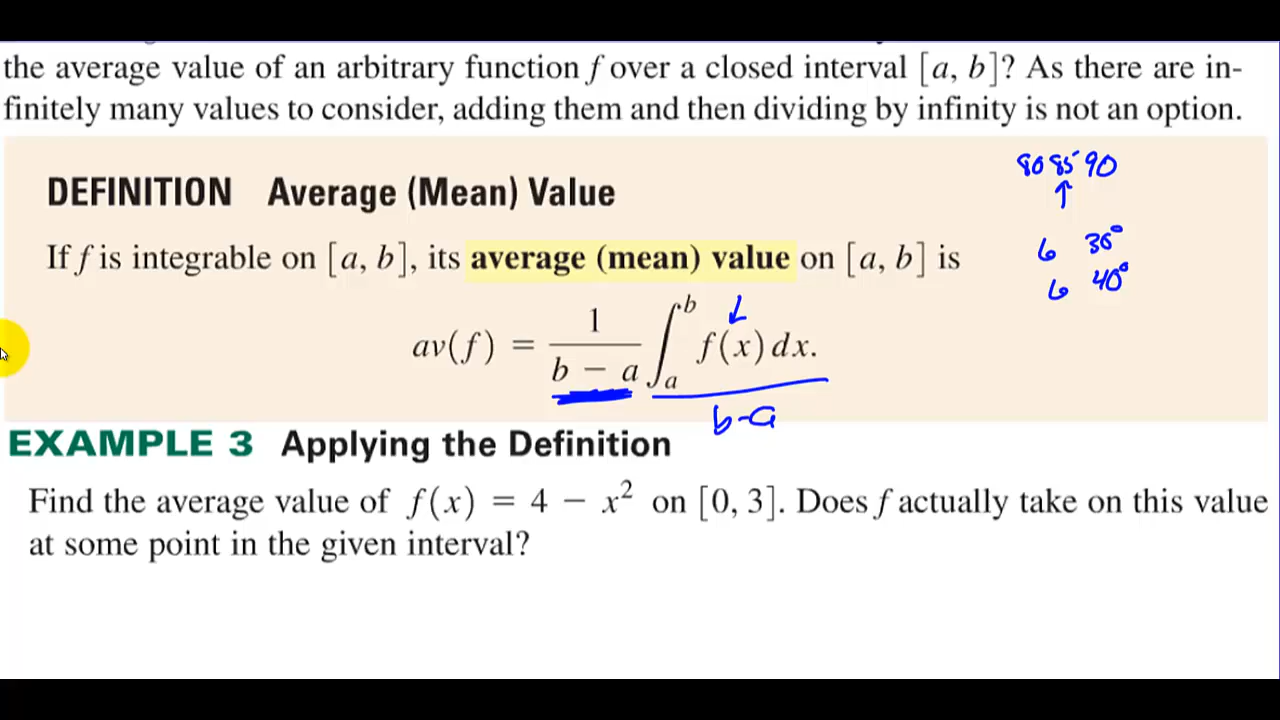 the average value of an arbitrary function f over a closed interval [a, b]? As there are in-
finitely many values to consider, adding them and then dividing by infinity is not an option.
80 85 90
DEFINITION Average (Mean) Value
If f is integrable on [a, b], its average (mean) value on [a, b] is
6 30°
6 40°
av(f) = \frac{1}{b - a} \int_a^b f(x) dx.
b-a
EXAMPLE 3 Applying the Definition
Find the average value of f(x) = 4 − x² on [0, 3]. Does f actually take on this value
at some point in the given interval?